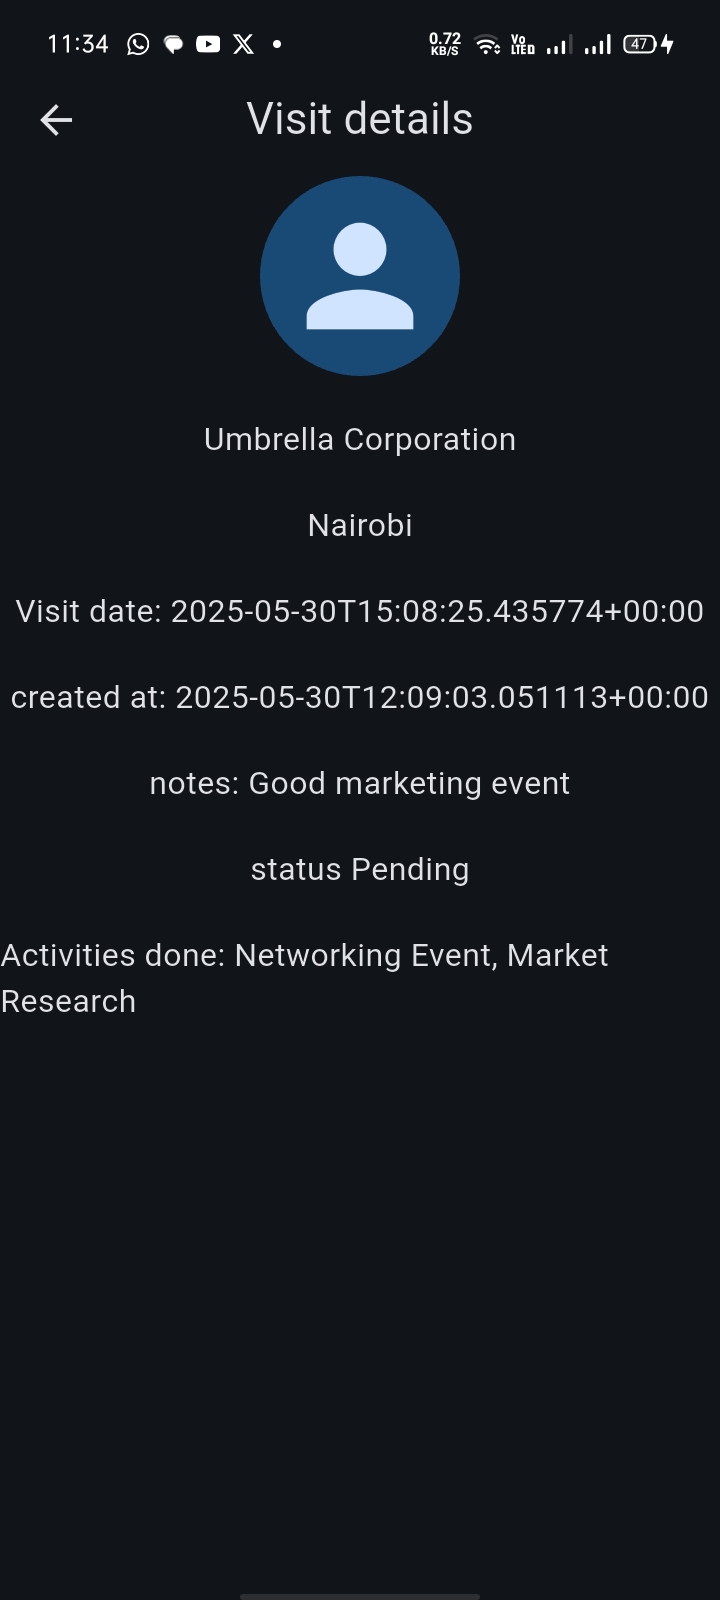 11:34 0.72 KB/S Vo LTED 47
Visit details
Umbrella Corporation
Nairobi
Visit date: 2025-05-30T15:08:25.435774+00:00
created at: 2025-05-30T12:09:03.051113+00:00
notes: Good marketing event
status Pending
Activities done: Networking Event, Market
Research